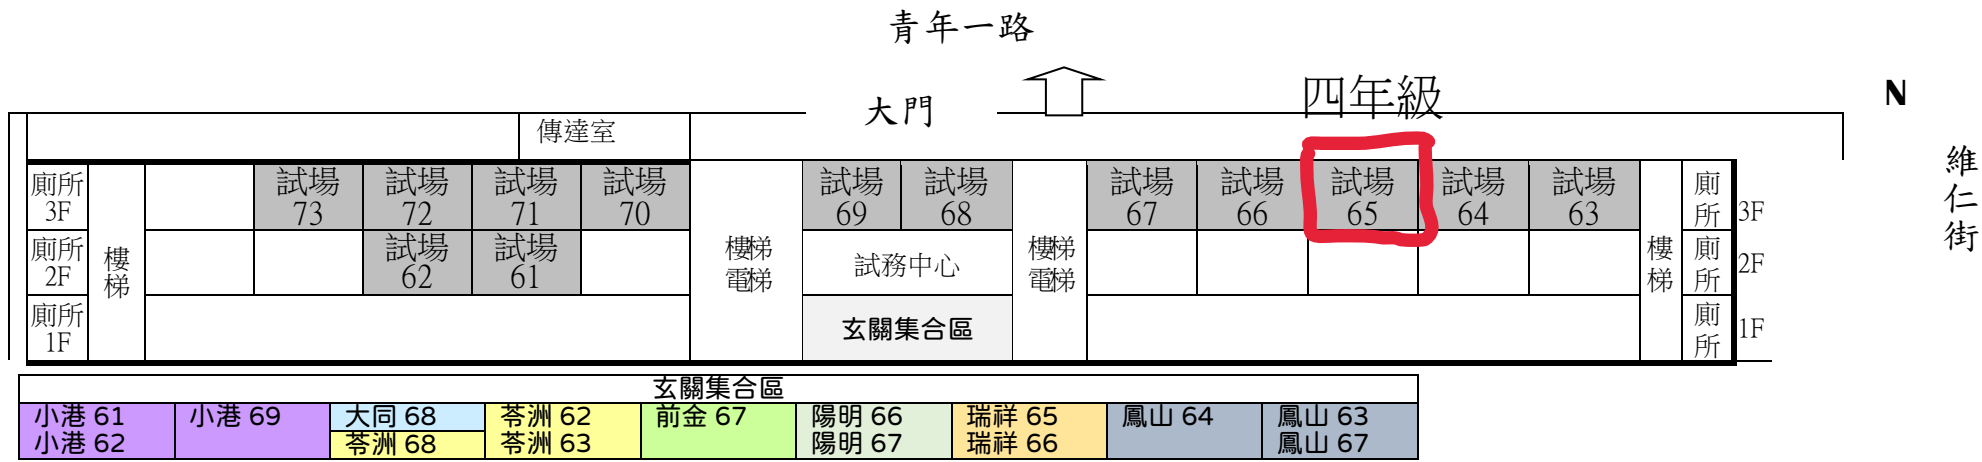 青年一路
大門
四年級
N
維仁街
傳達室
廁所 3F
試場 73
試場 72
試場 71
試場 70
試場 69
試場 68
試場 67
試場 66
試場 65
試場 64
試場 63
廁所
3F
廁所 2F
樓梯
試場 62
試場 61
樓梯
電梯
試務中心
樓梯
電梯
樓梯
廁所
2F
廁所 1F
玄關集合區
廁所
1F
玄關集合區
小港 61
小港 62
小港 69
大同 68
苓洲 68
苓洲 62
苓洲 63
前金 67
陽明 66
陽明 67
瑞祥 65
瑞祥 66
鳳山 64
鳳山 63
鳳山 67